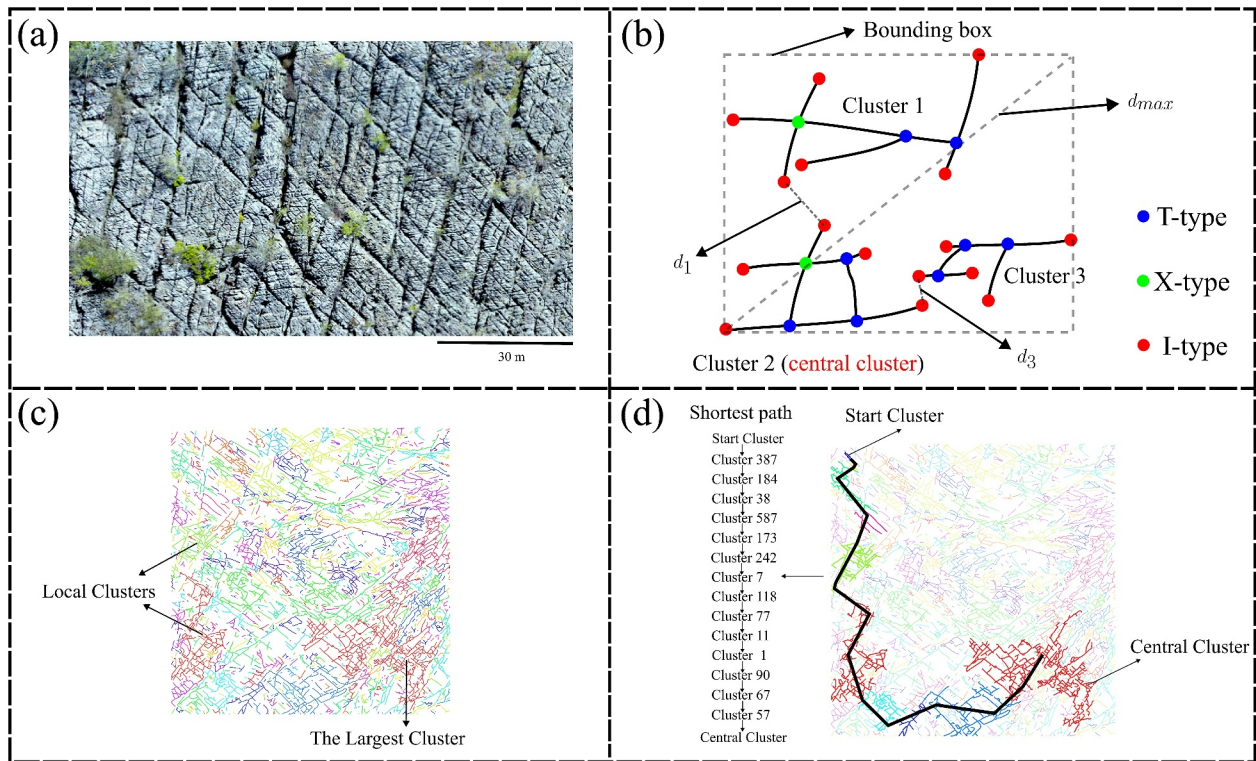 (a)
30 m
(b)
Bounding box
Cluster 1
d_max
T-type
d_1
X-type
Cluster 3
I-type
Cluster 2 (central cluster)
d_3
(c)
Local Clusters
The Largest Cluster
(d)
Shortest path
Start Cluster
Start Cluster
Cluster 387
Cluster 184
Cluster 38
Cluster 587
Cluster 173
Cluster 242
Cluster 7
Cluster 118
Cluster 77
Cluster 11
Cluster 1
Cluster 90
Cluster 67
Cluster 57
Central Cluster
Central Cluster